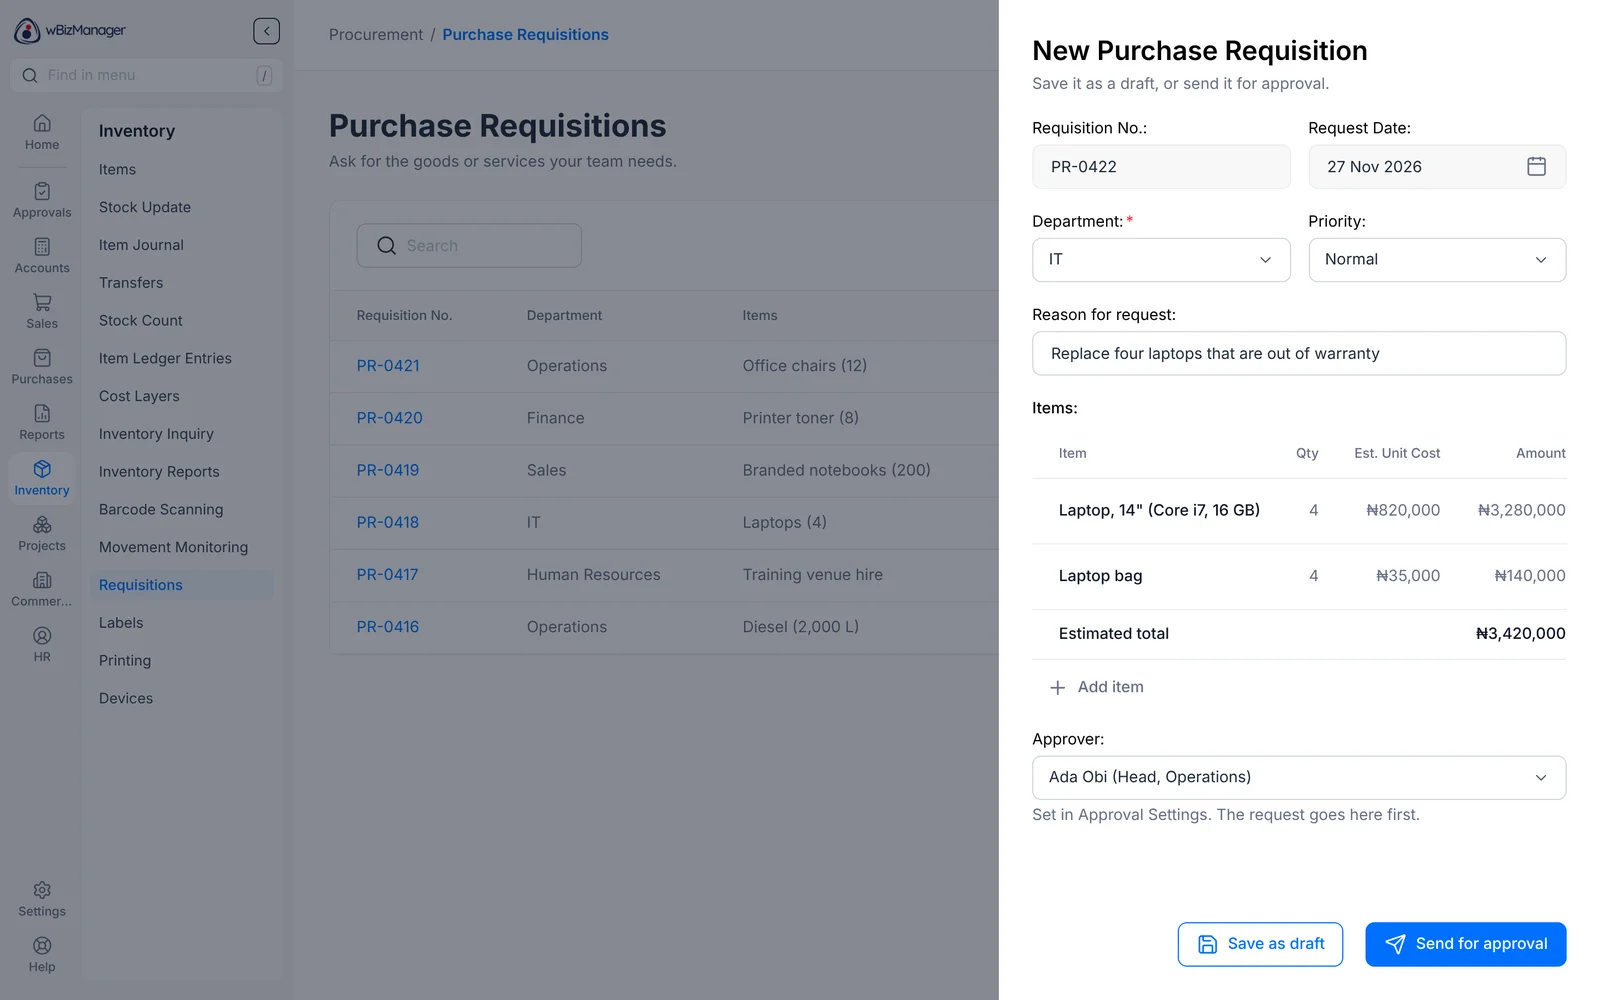 wBizManager
Find in menu /
Home
Approvals
Accounts
Sales
Purchases
Reports
Inventory
Projects
Commer...
HR
Settings
Help
Inventory
Items
Stock Update
Item Journal
Transfers
Stock Count
Item Ledger Entries
Cost Layers
Inventory Inquiry
Inventory Reports
Barcode Scanning
Movement Monitoring
Requisitions
Labels
Printing
Devices
Procurement / Purchase Requisitions
Purchase Requisitions
Ask for the goods or services your team needs.
Search
Requisition No. Department Items
PR-0421 Operations Office chairs (12)
PR-0420 Finance Printer toner (8)
PR-0419 Sales Branded notebooks (200)
PR-0418 IT Laptops (4)
PR-0417 Human Resources Training venue hire
PR-0416 Operations Diesel (2,000 L)
New Purchase Requisition
Save it as a draft, or send it for approval.
Requisition No.: Request Date:
PR-0422 27 Nov 2026
Department:* Priority:
IT Normal
Reason for request:
Replace four laptops that are out of warranty
Items:
Item Qty Est. Unit Cost Amount
Laptop, 14" (Core i7, 16 GB) 4 ₦820,000 ₦3,280,000
Laptop bag 4 ₦35,000 ₦140,000
Estimated total ₦3,420,000
Add item
Approver:
Ada Obi (Head, Operations)
Set in Approval Settings. The request goes here first.
Save as draft Send for approval